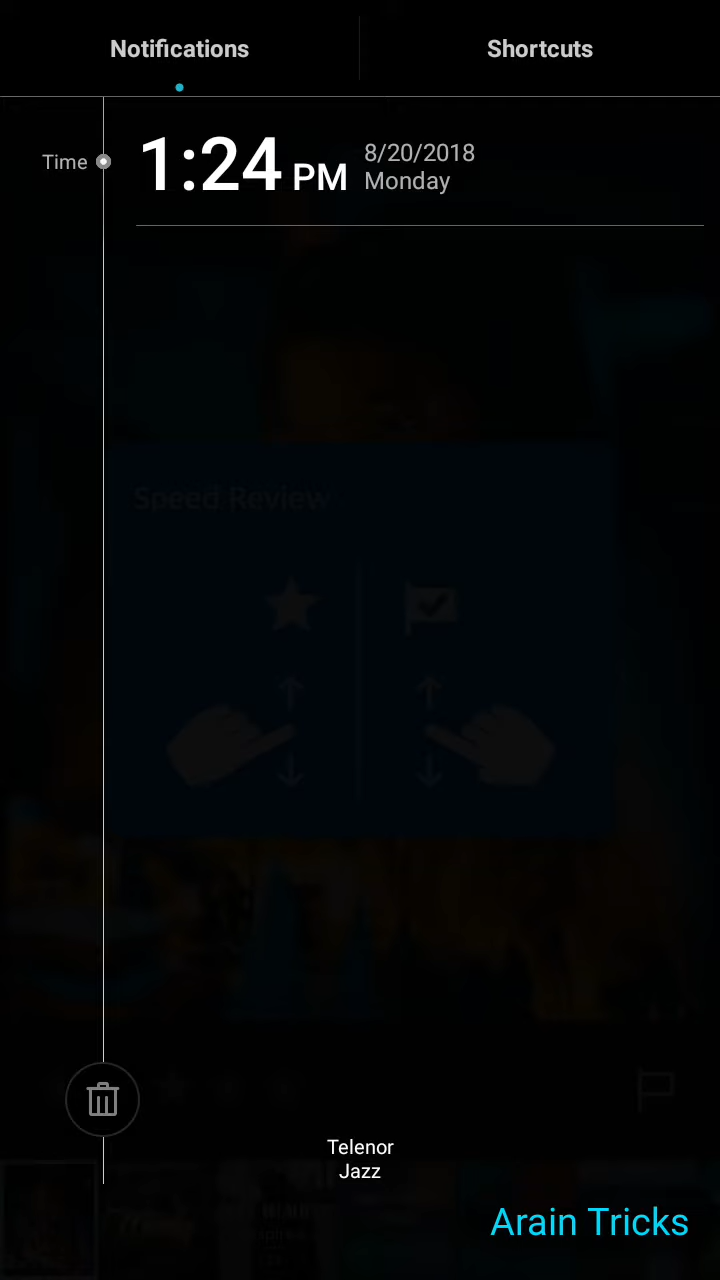 Notifications
Shortcuts
Time
1:24 PM
8/20/2018
Monday
Speed Review
Telenor
Jazz
Arain Tricks